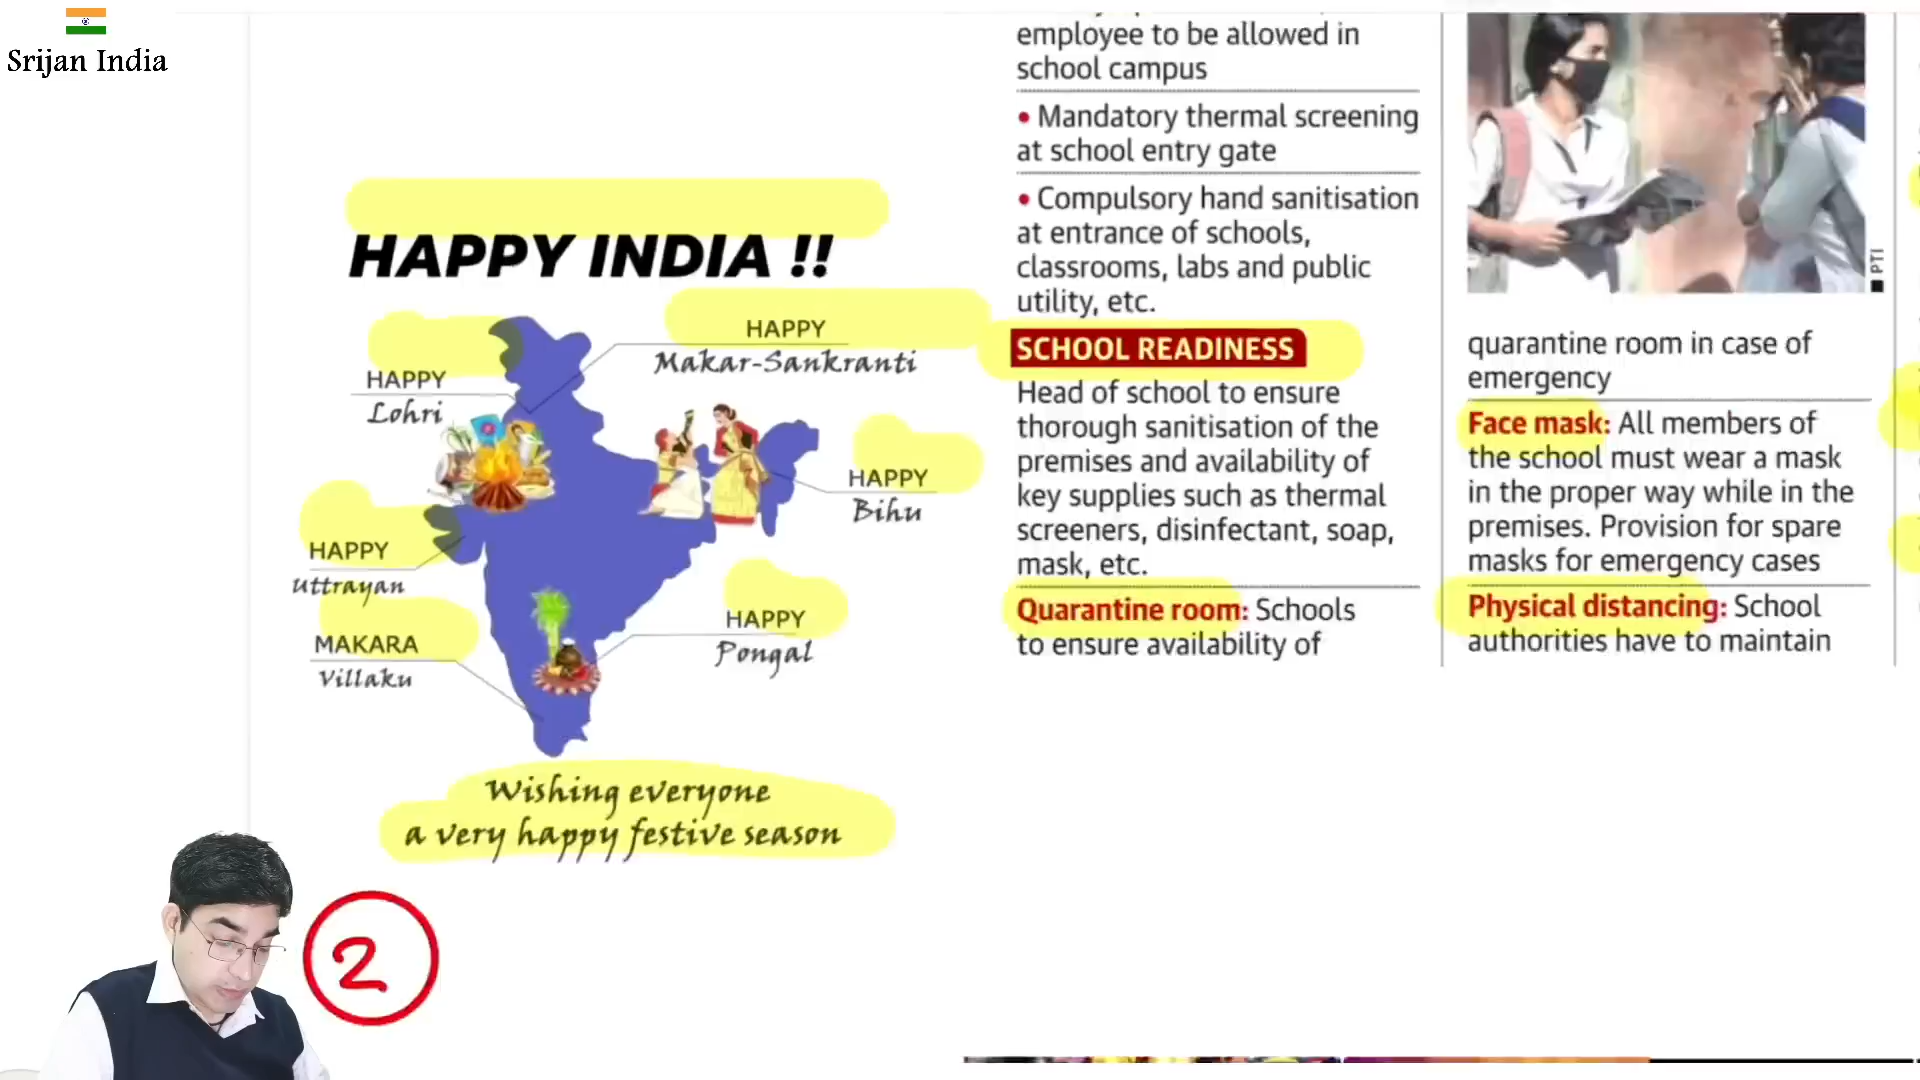 Srijan India
HAPPY INDIA !!
HAPPY
Makar-Sankranti
HAPPY
Lohri
HAPPY
Bihu
HAPPY
Uttrayan
HAPPY
Pongal
MAKARA
Villaku
Wishing everyone
a very happy festive season
2
employee to be allowed in
school campus
• Mandatory thermal screening
at school entry gate
• Compulsory hand sanitisation
at entrance of schools,
classrooms, labs and public
utility, etc.
SCHOOL READINESS
Head of school to ensure
thorough sanitisation of the
premises and availability of
key supplies such as thermal
screeners, disinfectant, soap,
mask, etc.
Quarantine room: Schools
to ensure availability of
PTI
quarantine room in case of
emergency
Face mask: All members of
the school must wear a mask
in the proper way while in the
premises. Provision for spare
masks for emergency cases
Physical distancing: School
authorities have to maintain